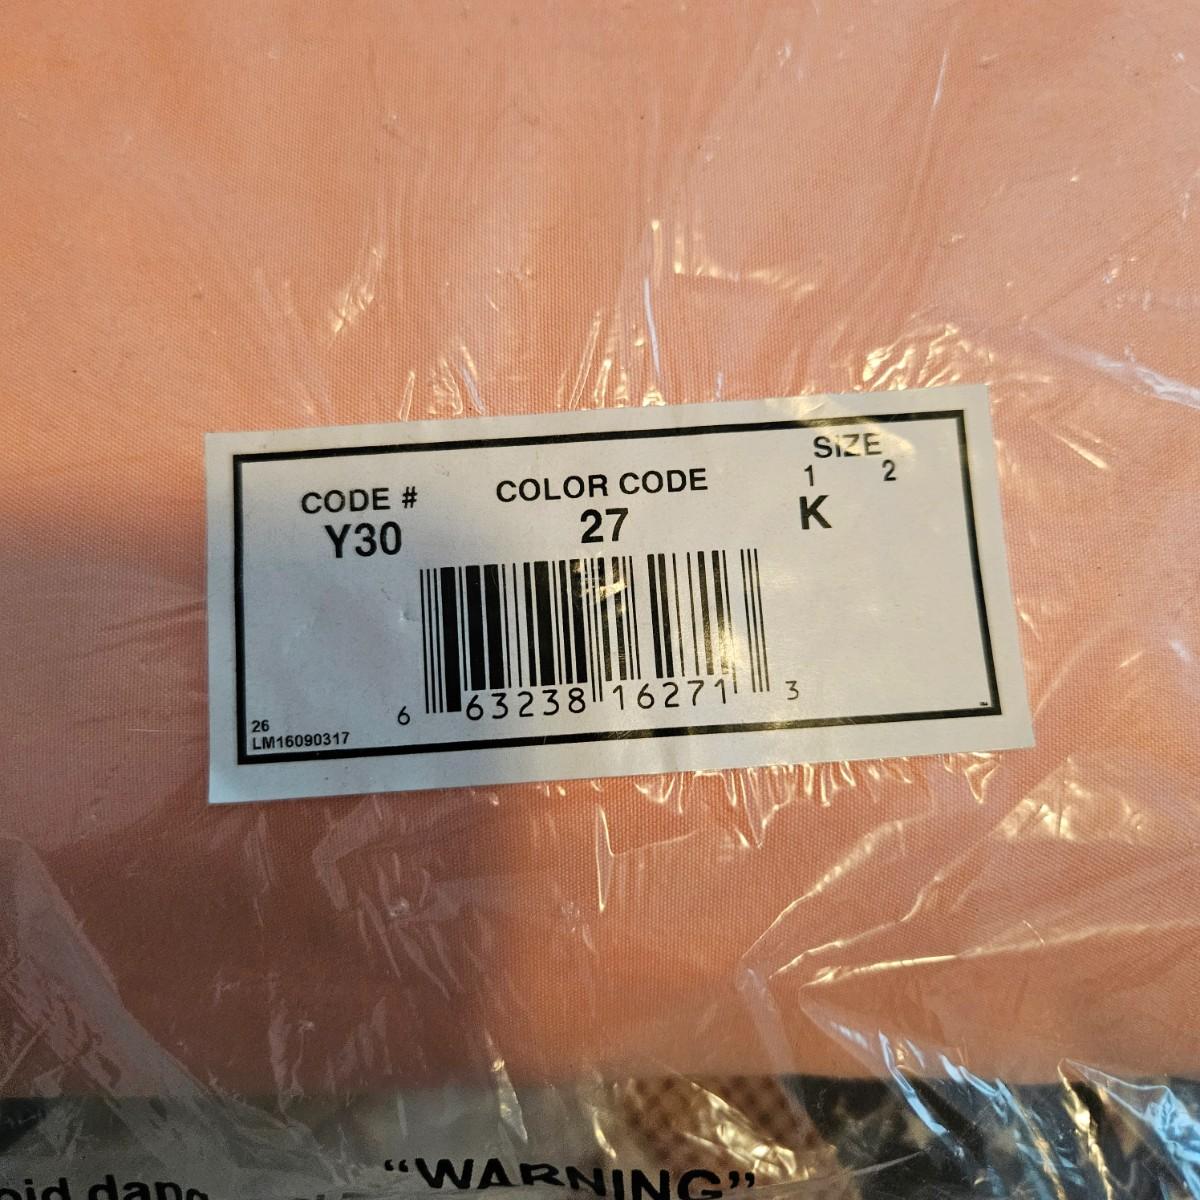 CODE # COLOR CODE SIZE
1 2
Y30 27 K
6 63238 16271 3
26
LM16090317
"WARNING"